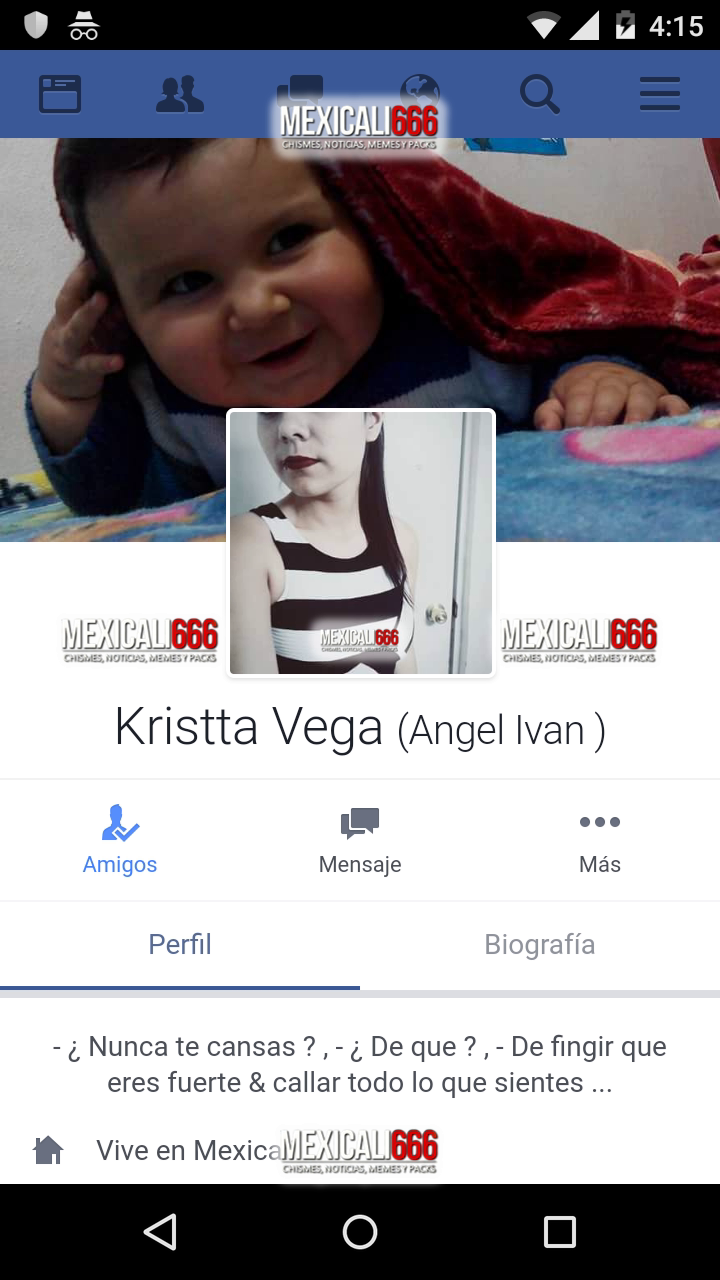 4:15
MEXICALI666
CHISMES, NOTICIAS, MEMES Y PACKS
MEXICALI666
CHISMES, NOTICIAS, MEMES Y PACKS
MEXICALI666
CHISMES, NOTICIAS, MEMES Y PACKS
MEXICALI666
CHISMES, NOTICIAS, MEMES Y PACKS
Kristta Vega (Angel Ivan )
Amigos
Mensaje
Más
Perfil
Biografía
- ¿ Nunca te cansas ? , - ¿ De que ? , - De fingir que
eres fuerte & callar todo lo que sientes ...
Vive en Mexica
MEXICALI666
CHISMES, NOTICIAS, MEMES Y PACKS